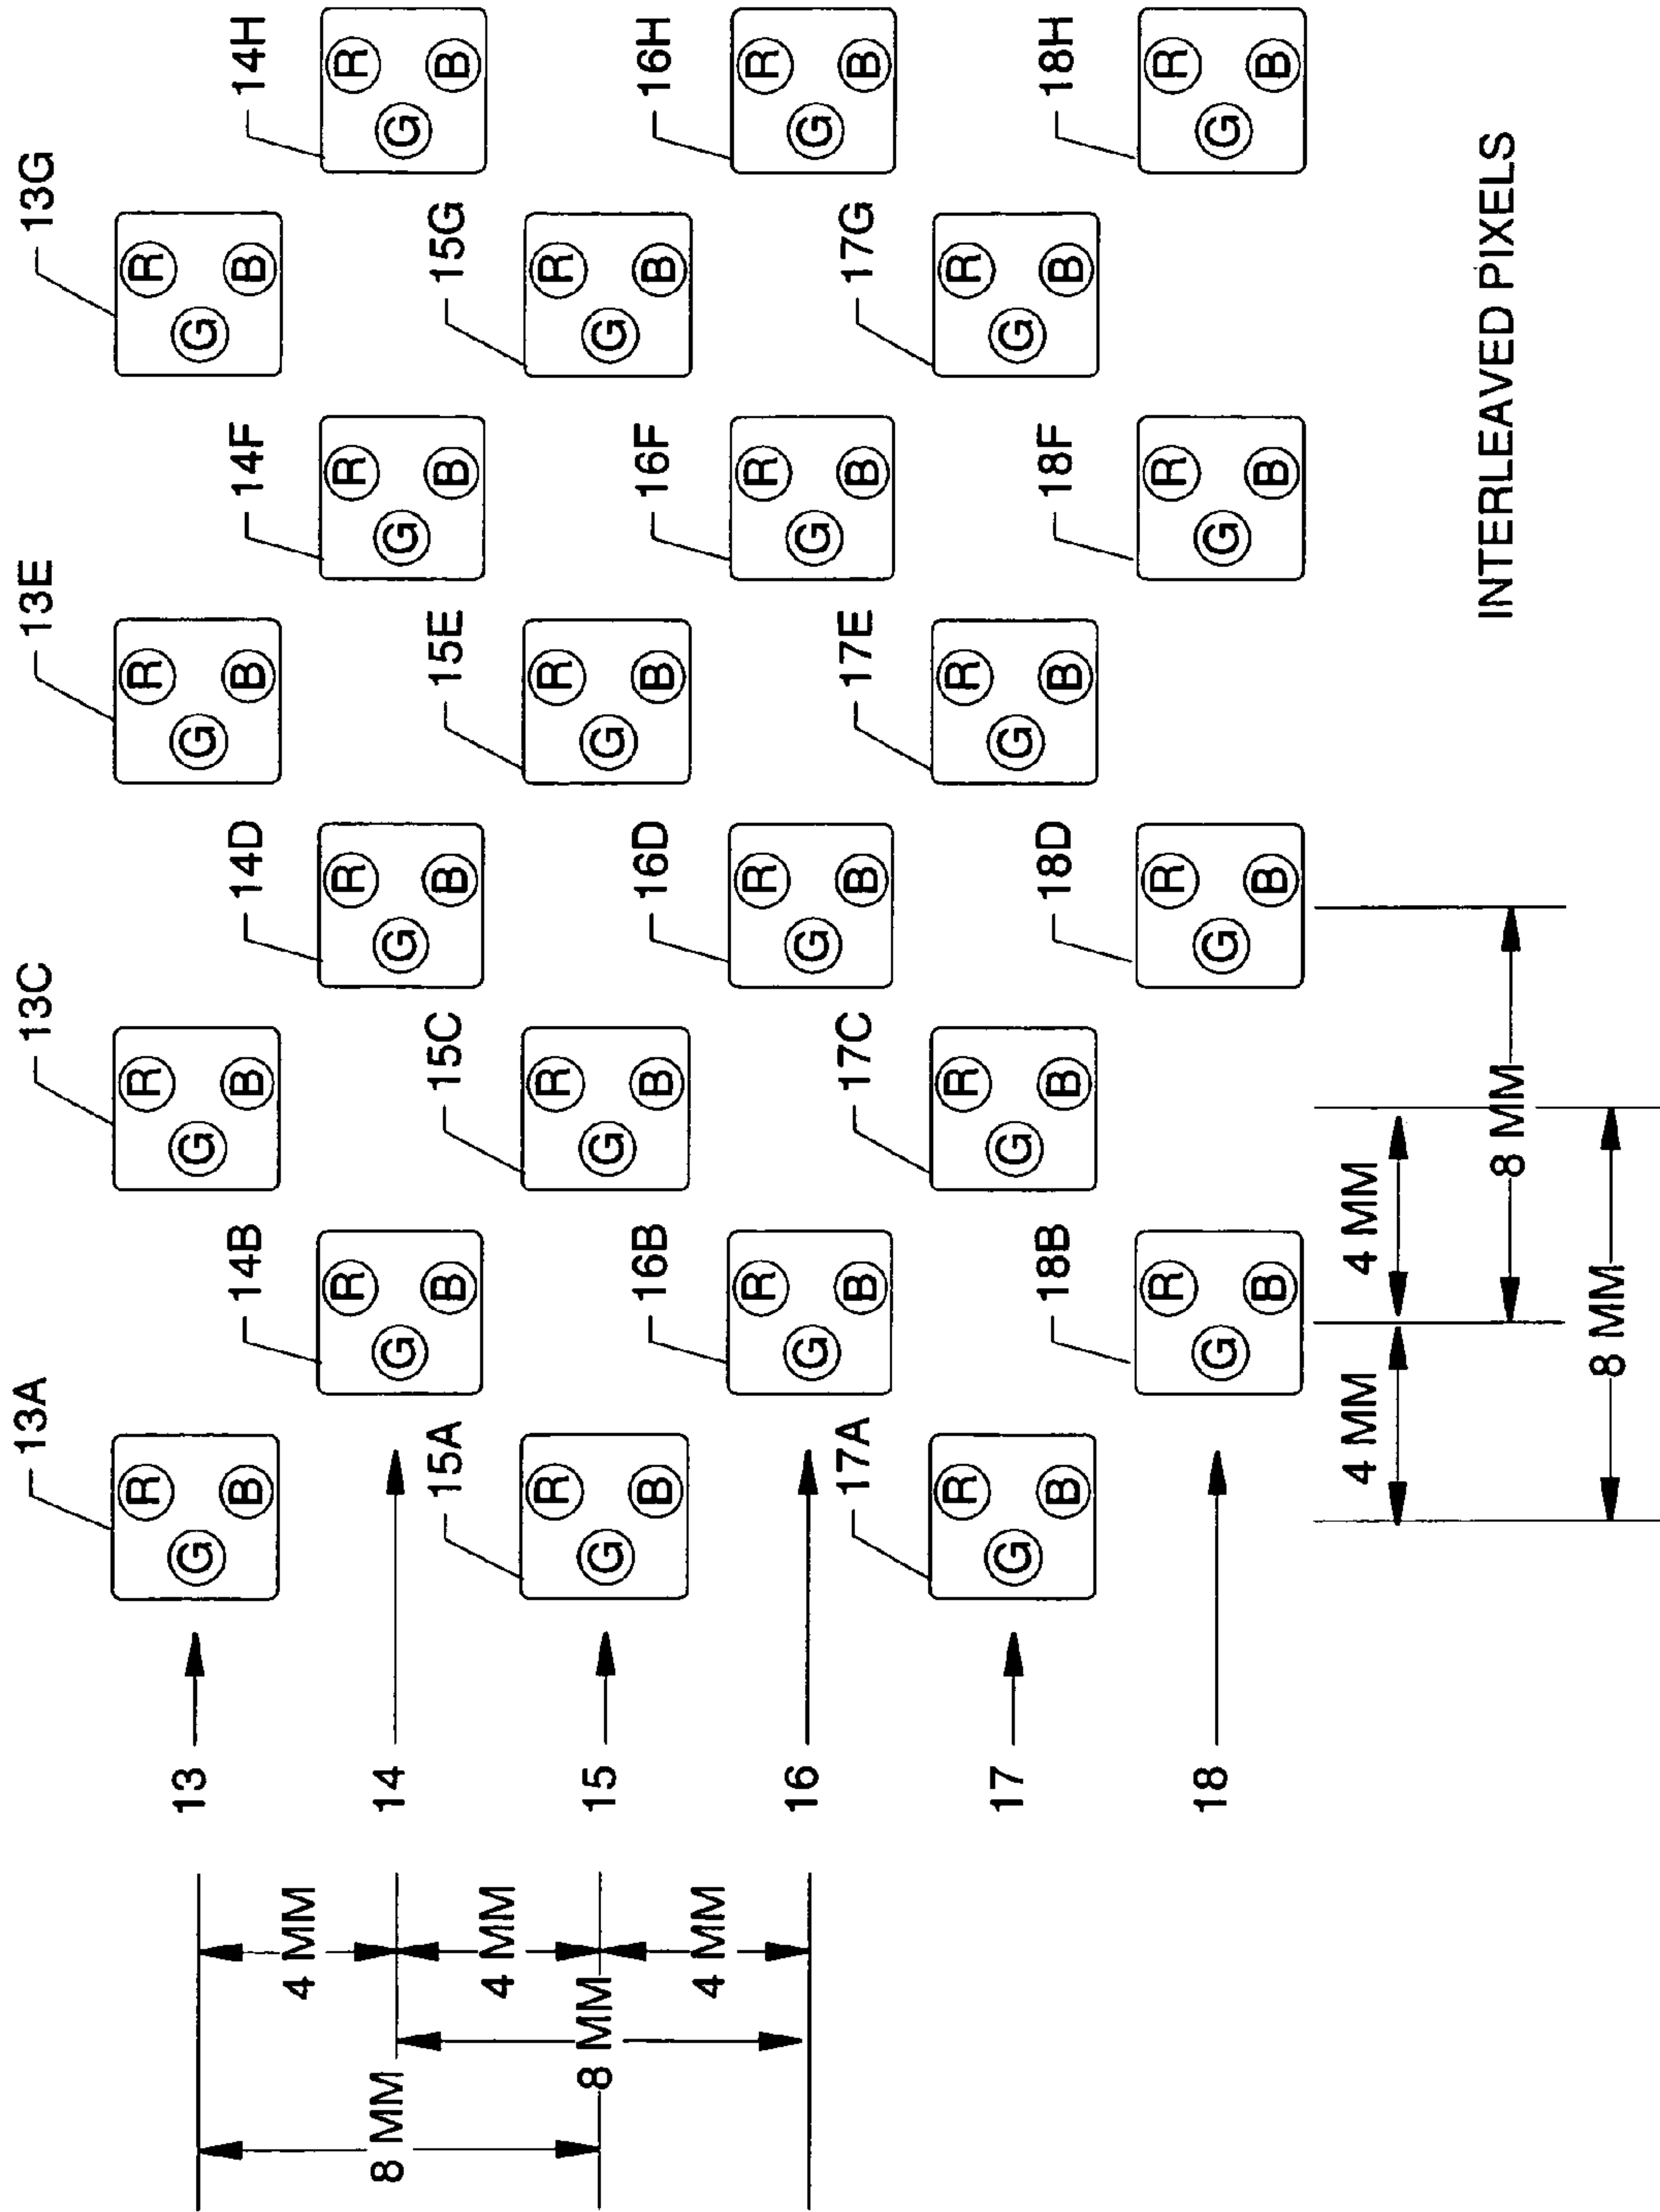 13A 13C 13E 13G
R R R R
13 G G G G
B B B B
14B 14D 14F 14H
4 MM
R R R R
8 MM 14 G G G G
B B B B
15A 15C 15E 15G
4 MM
R R R R
8 MM 15 G G G G
B B B B
16B 16D 16F 16H
4 MM
R R R R
16 G G G G
B B B B
17A 17C 17E 17G
R R R R
17 G G G G
B B B B
18B 18D 18F 18H
R R R R
18 G G G G
B B B B
4 MM 4 MM
8 MM
8 MM
INTERLEAVED PIXELS